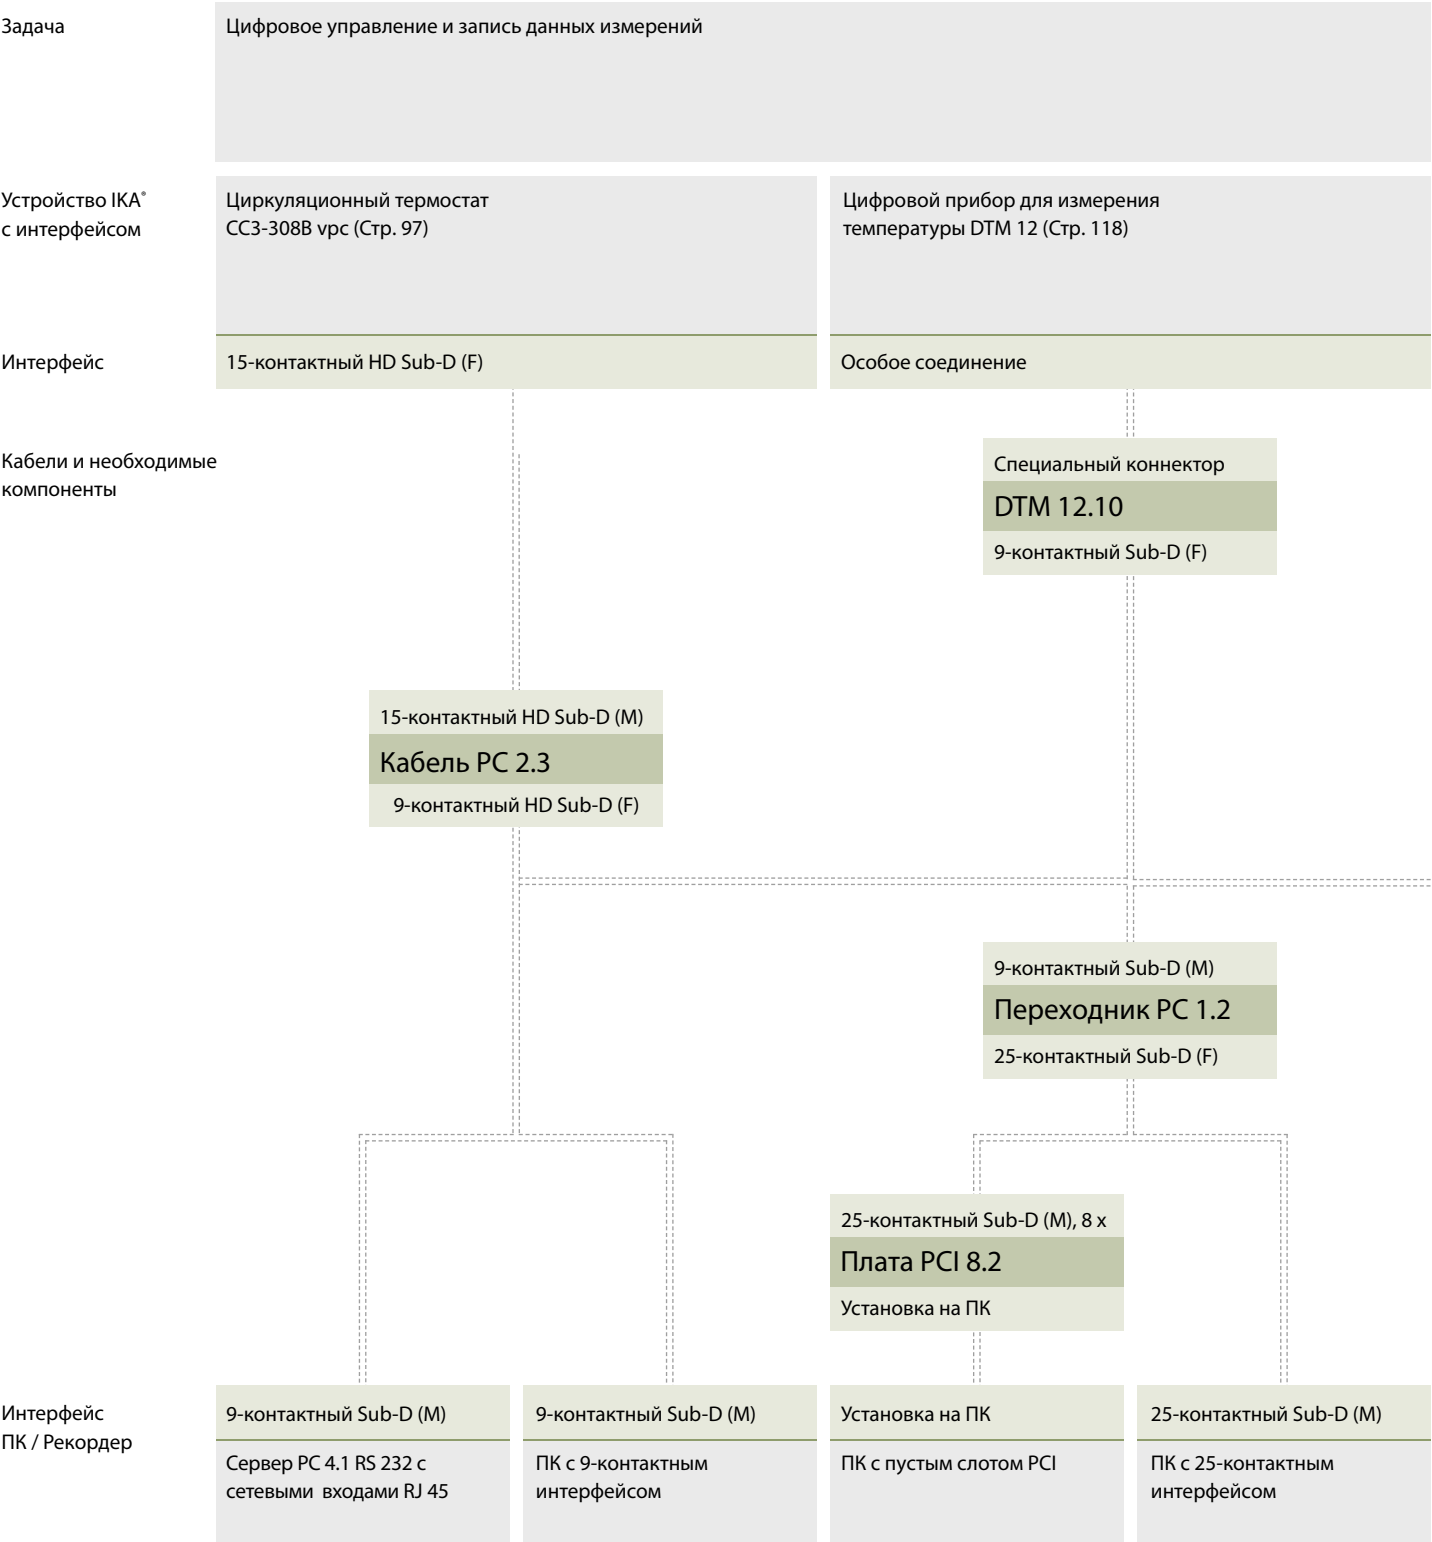 Задача
Цифровое управление и запись данных измерений
Устройство IKA®
с интерфейсом
Циркуляционный термостат
CC3-308B vpc (Стр. 97)
Цифровой прибор для измерения
температуры DTM 12 (Стр. 118)
Интерфейс
15-контактный HD Sub-D (F)
Особое соединение
Кабели и необходимые
компоненты
Специальный коннектор
DTM 12.10
9-контактный Sub-D (F)
15-контактный HD Sub-D (M)
Кабель PC 2.3
9-контактный HD Sub-D (F)
9-контактный Sub-D (M)
Переходник PC 1.2
25-контактный Sub-D (F)
25-контактный Sub-D (M), 8 x
Плата PCI 8.2
Установка на ПК
Интерфейс
ПК / Рекордер
9-контактный Sub-D (M)
9-контактный Sub-D (M)
Установка на ПК
25-контактный Sub-D (M)
Сервер PC 4.1 RS 232 с
сетевыми входами RJ 45
ПК с 9-контактным
интерфейсом
ПК с пустым слотом PCI
ПК с 25-контактным
интерфейсом